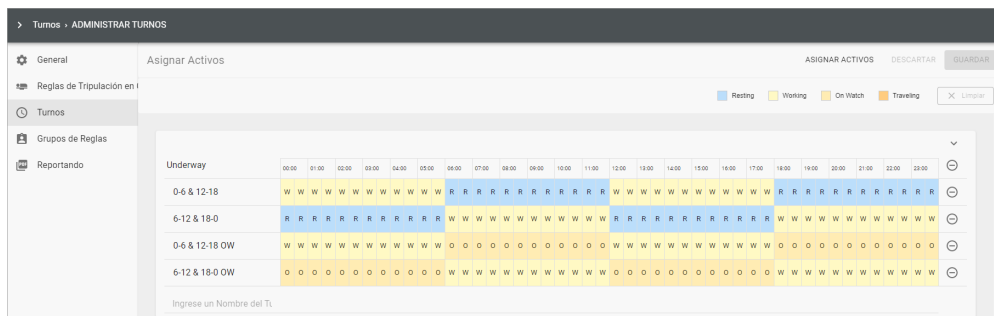 Turnos › ADMINISTRAR TURNOS
General
Reglas de Tripulación en
Turnos
Grupos de Reglas
Reportando
Asignar Activos
ASIGNAR ACTIVOS DESCARTAR GUARDAR
Resting Working On Watch Traveling Limpiar
Underway 00:00 01:00 02:00 03:00 04:00 05:00 06:00 07:00 08:00 09:00 10:00 11:00 12:00 13:00 14:00 15:00 16:00 17:00 18:00 19:00 20:00 21:00 22:00 23:00
0-6 & 12-18 W W W W W W W W W W W W R R R R R R R R R R R R W W W W W W W W W W W W R R R R R R R R R R R R
6-12 & 18-0 R R R R R R R R R R R R W W W W W W W W W W W W R R R R R R R R R R R R W W W W W W W W W W W W
0-6 & 12-18 OW W W W W W W W W W W W W O O O O O O O O O O O O W W W W W W W W W W W W O O O O O O O O O O O O
6-12 & 18-0 OW O O O O O O O O O O O O W W W W W W W W W W W W O O O O O O O O O O O O W W W W W W W W W W W W
Ingrese un Nombre del